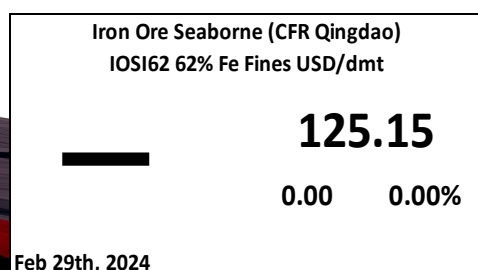 Iron Ore Seaborne (CFR Qingdao)
IOSI62 62% Fe Fines USD/dmt
125.15
0.00 0.00%
Feb 29th, 2024